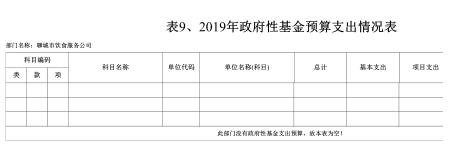 表9、2019年政府性基金预算支出情况表
部门名称：聊城市饮食服务公司
科目编码 科目名称 单位代码 单位名称(科目) 总计 基本支出 项目支出
类 款 项
此部门没有政府性基金支出预算，故本表为空！